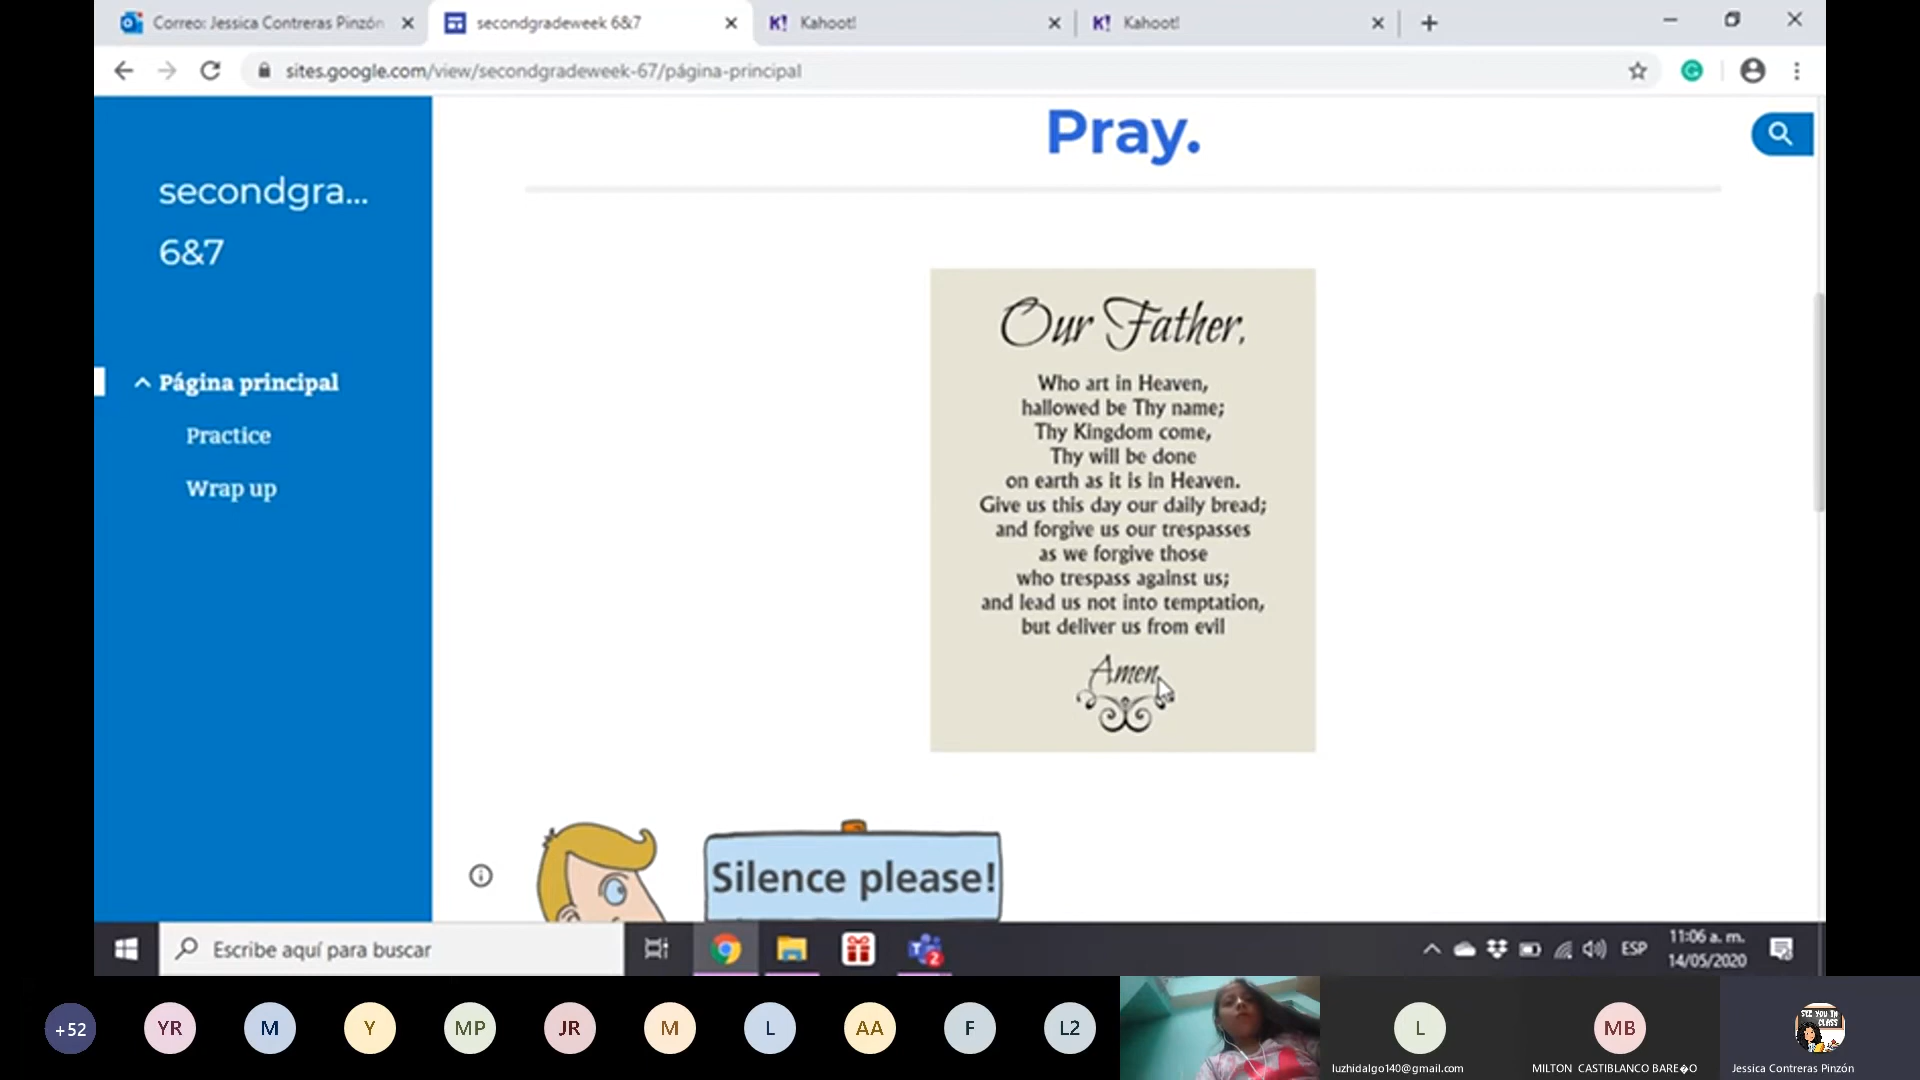 Correo: Jessica Contreras Pinzón
secondgradeweek 6&7
Kahoot!
Kahoot!
sites.google.com/view/secondgradeweek-67/página-principal
secondgra...
6&7
Página principal
Practice
Wrap up
Pray.
Our Father,
Who art in Heaven,
hallowed be Thy name;
Thy Kingdom come,
Thy will be done
on earth as it is in Heaven.
Give us this day our daily bread;
and forgive us our trespasses
as we forgive those
who trespass against us;
and lead us not into temptation,
but deliver us from evil
Amen
Silence please!
Escribe aquí para buscar
2
ESP
11:06 a. m.
14/05/2020
+52
YR
M
Y
MP
JR
M
L
AA
F
L2
L
luzhidalgo140@gmail.com
MB
MILTON CASTIBLANCO BARE�O
SEE YOU IN
CLASS
Jessica Contreras Pinzón